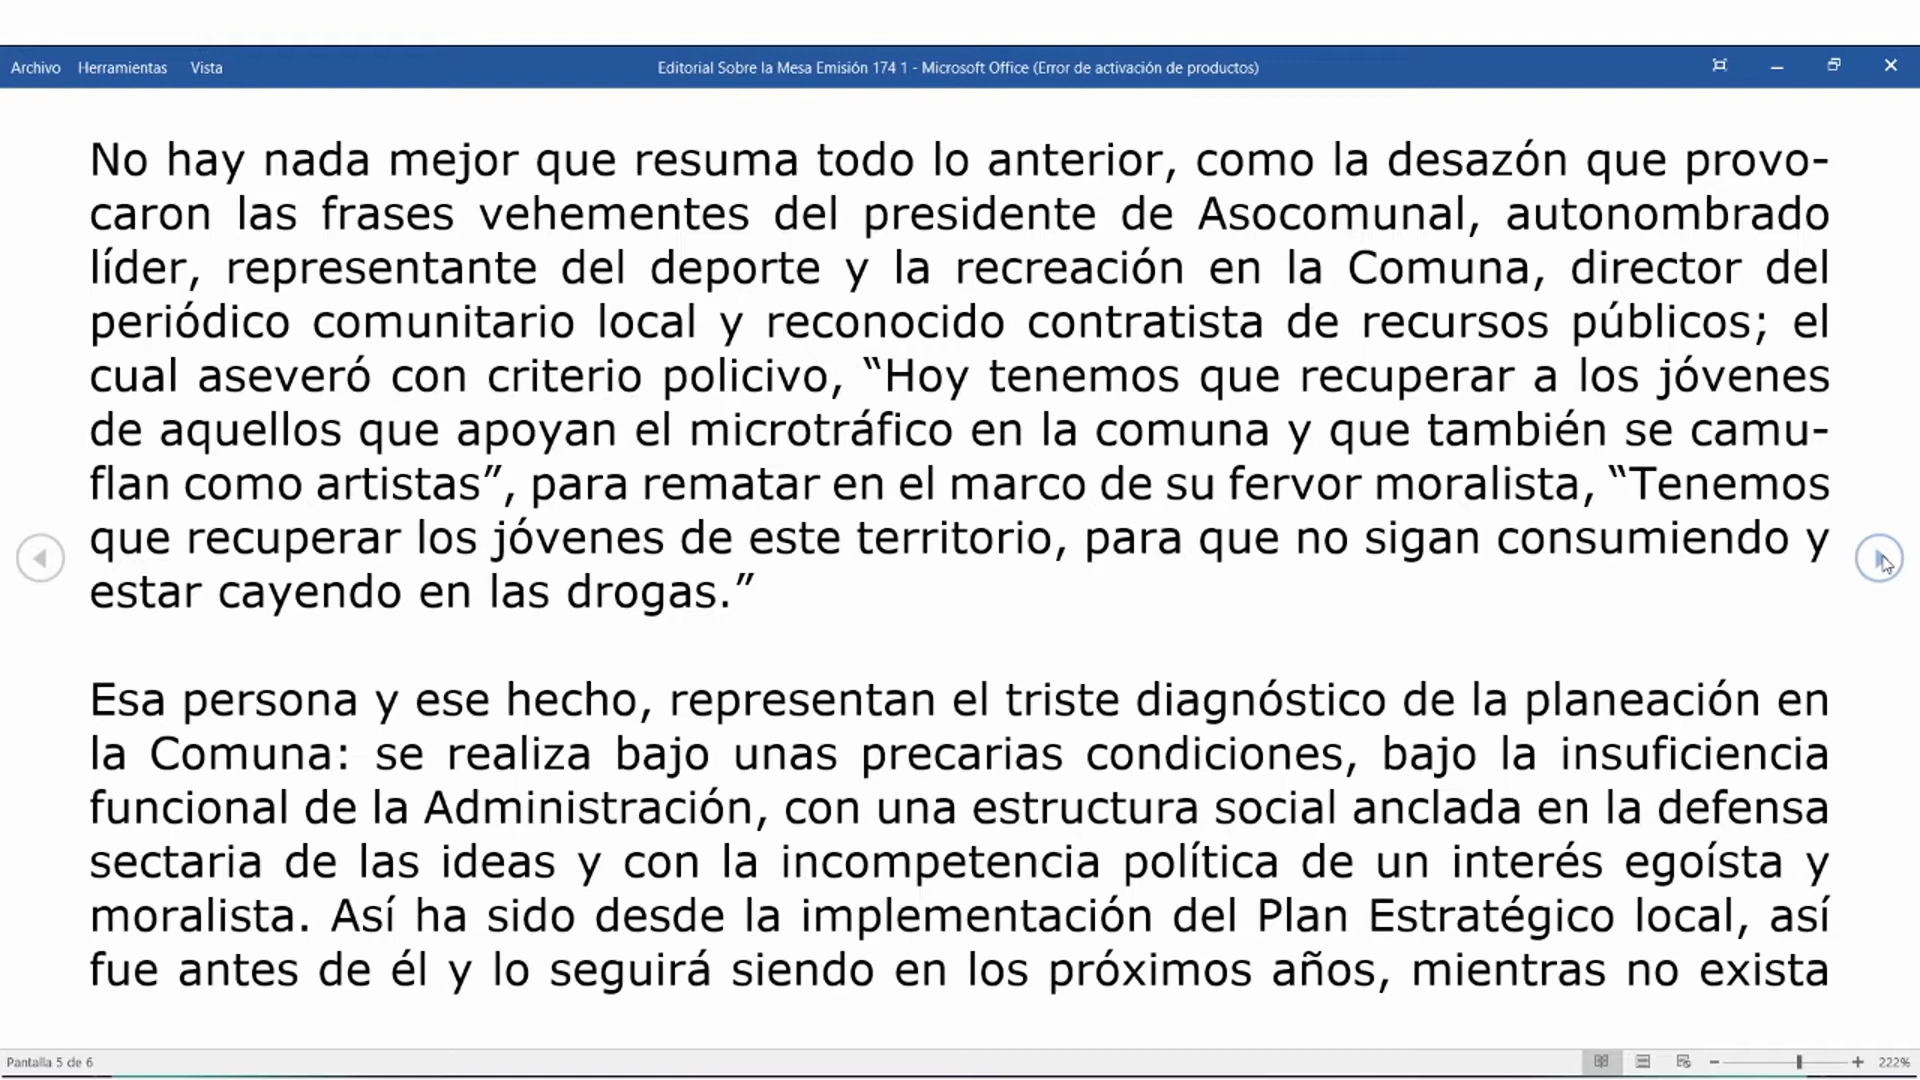 Archivo Herramientas Vista Editorial Sobre la Mesa Emisión 174 1 - Microsoft Office (Error de activación de productos)
No hay nada mejor que resuma todo lo anterior, como la desazón que provo-
caron las frases vehementes del presidente de Asocomunal, autonombrado
líder, representante del deporte y la recreación en la Comuna, director del
periódico comunitario local y reconocido contratista de recursos públicos; el
cual aseveró con criterio policivo, “Hoy tenemos que recuperar a los jóvenes
de aquellos que apoyan el microtráfico en la comuna y que también se camu-
flan como artistas”, para rematar en el marco de su fervor moralista, “Tenemos
que recuperar los jóvenes de este territorio, para que no sigan consumiendo y
estar cayendo en las drogas.”
Esa persona y ese hecho, representan el triste diagnóstico de la planeación en
la Comuna: se realiza bajo unas precarias condiciones, bajo la insuficiencia
funcional de la Administración, con una estructura social anclada en la defensa
sectaria de las ideas y con la incompetencia política de un interés egoísta y
moralista. Así ha sido desde la implementación del Plan Estratégico local, así
fue antes de él y lo seguirá siendo en los próximos años, mientras no exista
Pantalla 5 de 6 222%